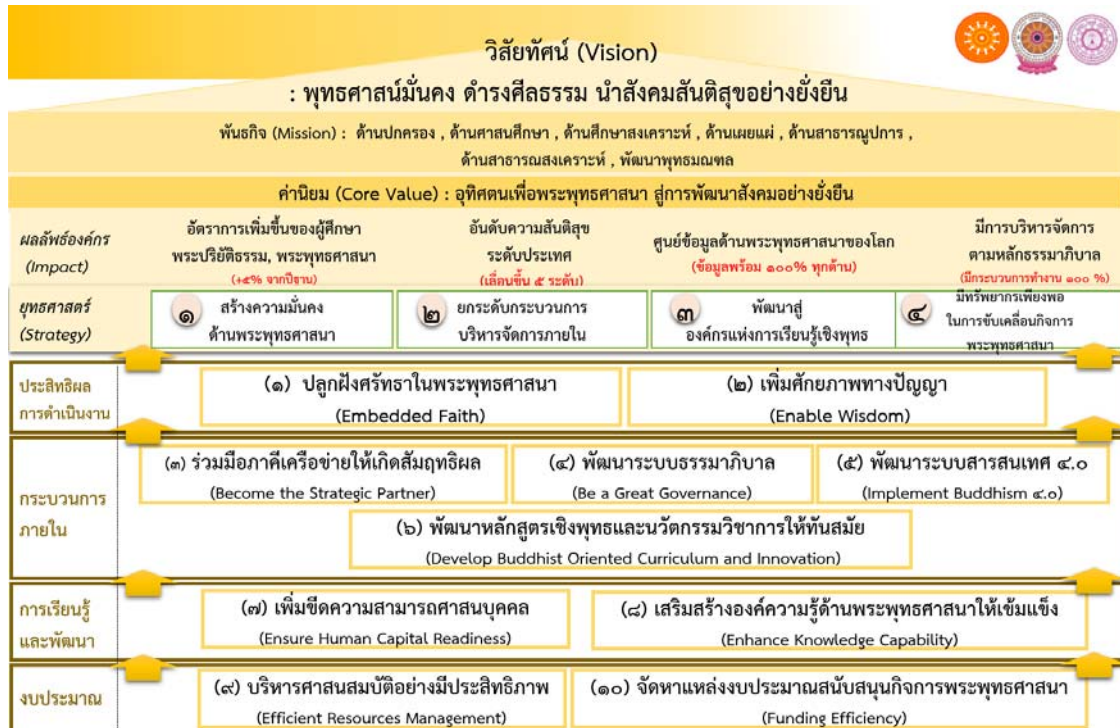 วิสัยทัศน์ (Vision)
: พุทธศาสน์มั่นคง ดำรงศีลธรรม นำสังคมสันติสุขอย่างยั่งยืน
พันธกิจ (Mission) : ด้านปกครอง , ด้านศาสนศึกษา , ด้านศึกษาสงเคราะห์ , ด้านเผยแผ่ , ด้านสาธารณูปการ ,
ด้านสาธารณสงเคราะห์ , พัฒนาพุทธมณฑล
ค่านิยม (Core Value) : อุทิศตนเพื่อพระพุทธศาสนา สู่การพัฒนาสังคมอย่างยั่งยืน
ผลลัพธ์องค์กร
(Impact)
อัตราการเพิ่มขึ้นของผู้ศึกษา
พระปริยัติธรรม, พระพุทธศาสนา
(+๕% จากปีฐาน)
อันดับความสันติสุข
ระดับประเทศ
(เลื่อนขึ้น ๕ ระดับ)
ศูนย์ข้อมูลด้านพระพุทธศาสนาของโลก
(ข้อมูลพร้อม ๑๐๐% ทุกด้าน)
มีการบริหารจัดการ
ตามหลักธรรมาภิบาล
(มีกระบวนการทำงาน ๑๐๐ %)
ยุทธศาสตร์
(Strategy)
๑ สร้างความมั่นคง
ด้านพระพุทธศาสนา
๒ ยกระดับกระบวนการ
บริหารจัดการภายใน
๓ พัฒนาสู่
องค์กรแห่งการเรียนรู้เชิงพุทธ
๔ มีทรัพยากรเพียงพอ
ในการขับเคลื่อนกิจการ
พระพุทธศาสนา
ประสิทธิผล
การดำเนินงาน
(๑) ปลูกฝังศรัทธาในพระพุทธศาสนา
(Embedded Faith)
(๒) เพิ่มศักยภาพทางปัญญา
(Enable Wisdom)
กระบวนการ
ภายใน
(๓) ร่วมมือภาคีเครือข่ายให้เกิดสัมฤทธิผล
(Become the Strategic Partner)
(๔) พัฒนาระบบธรรมาภิบาล
(Be a Great Governance)
(๕) พัฒนาระบบสารสนเทศ ๔.๐
(Implement Buddhism ๔.๐)
(๖) พัฒนาหลักสูตรเชิงพุทธและนวัตกรรมวิชาการให้ทันสมัย
(Develop Buddhist Oriented Curriculum and Innovation)
การเรียนรู้
และพัฒนา
(๗) เพิ่มขีดความสามารถศาสนบุคคล
(Ensure Human Capital Readiness)
(๘) เสริมสร้างองค์ความรู้ด้านพระพุทธศาสนาให้เข้มแข็ง
(Enhance Knowledge Capability)
งบประมาณ
(๙) บริหารศาสนสมบัติอย่างมีประสิทธิภาพ
(Efficient Resources Management)
(๑๐) จัดหาแหล่งงบประมาณสนับสนุนกิจการพระพุทธศาสนา
(Funding Efficiency)